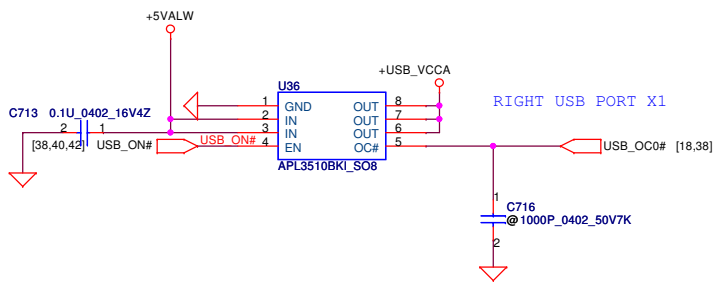 +5VALW
+USB_VCCA
U36
RIGHT USB PORT X1
C713 0.1U_0402_16V4Z
1 GND OUT 8
2 IN OUT 7
3 IN OUT 6
4 EN OC# 5
2 1
[38,40,42] USB_ON# USB_ON#
USB_OC0# [18,38]
APL3510BKI_SO8
1
C716
@ 1000P_0402_50V7K
2